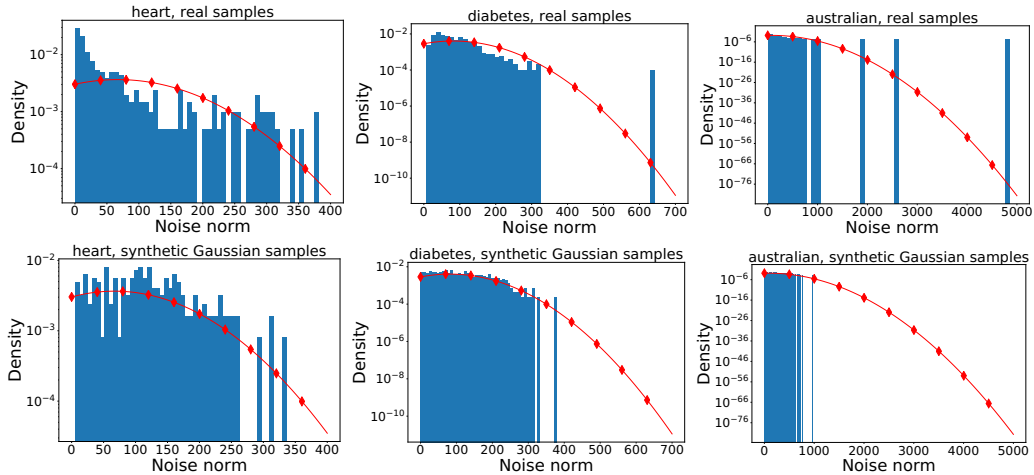 heart, real samples
10⁻²
10⁻³
10⁻⁴
Density
0 50 100 150 200 250 300 350 400
Noise norm
diabetes, real samples
10⁻²
10⁻⁴
10⁻⁶
10⁻⁸
10⁻¹⁰
Density
0 100 200 300 400 500 600 700
Noise norm
australian, real samples
10⁻⁶
10⁻¹⁶
10⁻²⁶
10⁻³⁶
10⁻⁴⁶
10⁻⁵⁶
10⁻⁶⁶
10⁻⁷⁶
Density
0 1000 2000 3000 4000 5000
Noise norm
heart, synthetic Gaussian samples
10⁻²
10⁻³
10⁻⁴
Density
0 50 100 150 200 250 300 350 400
Noise norm
diabetes, synthetic Gaussian samples
10⁻²
10⁻⁴
10⁻⁶
10⁻⁸
10⁻¹⁰
Density
0 100 200 300 400 500 600 700
Noise norm
australian, synthetic Gaussian samples
10⁻⁶
10⁻¹⁶
10⁻²⁶
10⁻³⁶
10⁻⁴⁶
10⁻⁵⁶
10⁻⁶⁶
10⁻⁷⁶
Density
0 1000 2000 3000 4000 5000
Noise norm